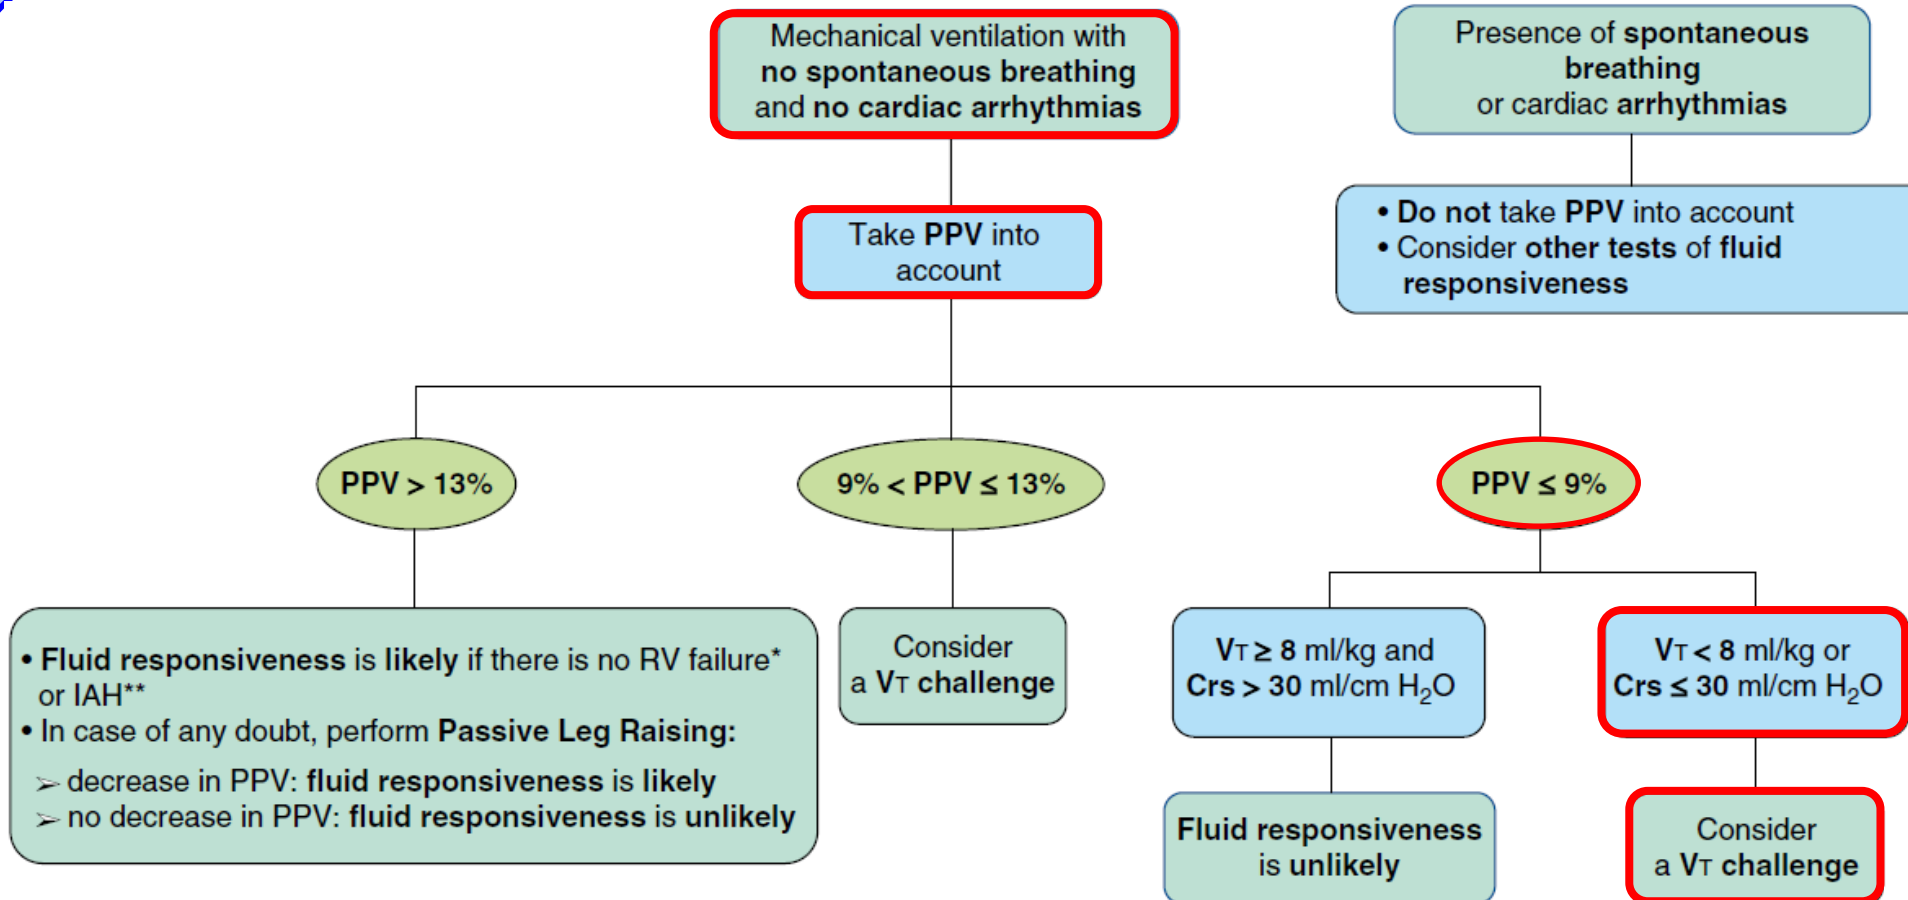 Mechanical ventilation with
no spontaneous breathing
and no cardiac arrhythmias
Presence of spontaneous
breathing
or cardiac arrhythmias
Take PPV into
account
• Do not take PPV into account
• Consider other tests of fluid
responsiveness
PPV > 13%
9% < PPV ≤ 13%
PPV ≤ 9%
• Fluid responsiveness is likely if there is no RV failure*
or IAH**
• In case of any doubt, perform Passive Leg Raising:
➢ decrease in PPV: fluid responsiveness is likely
➢ no decrease in PPV: fluid responsiveness is unlikely
Consider
a VT challenge
VT ≥ 8 ml/kg and
Crs > 30 ml/cm H₂O
VT < 8 ml/kg or
Crs ≤ 30 ml/cm H₂O
Fluid responsiveness
is unlikely
Consider
a VT challenge